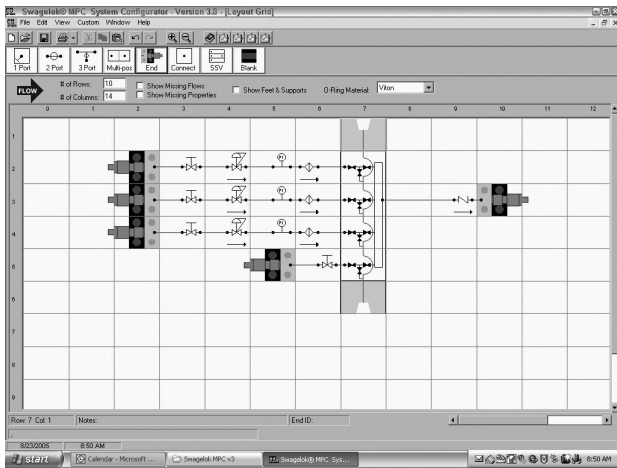 Swagelok® MPC System Configurator - Version 3.0 - [Layout Grid]
File Edit View Custom Window Help
1 Port 2 Port 3 Port Multi-pos End Connect SSV Blank
FLOW
# of Rows: 10
# of Columns: 14
Show Missing Flows
Show Missing Properties
Show Feet & Supports
O-Ring Material: Viton
0 1 2 3 4 5 6 7 8 9 10 11 12
1
2
3
4
5
6
7
8
9
PI
PI
PI
Row: 7 Col: 1 Notes: End ID:
8/23/2005 8:50 AM
start Calendar - Microsoft ... Swagelok MPC v3 Swagelok® MPC Sys... 8:50 AM